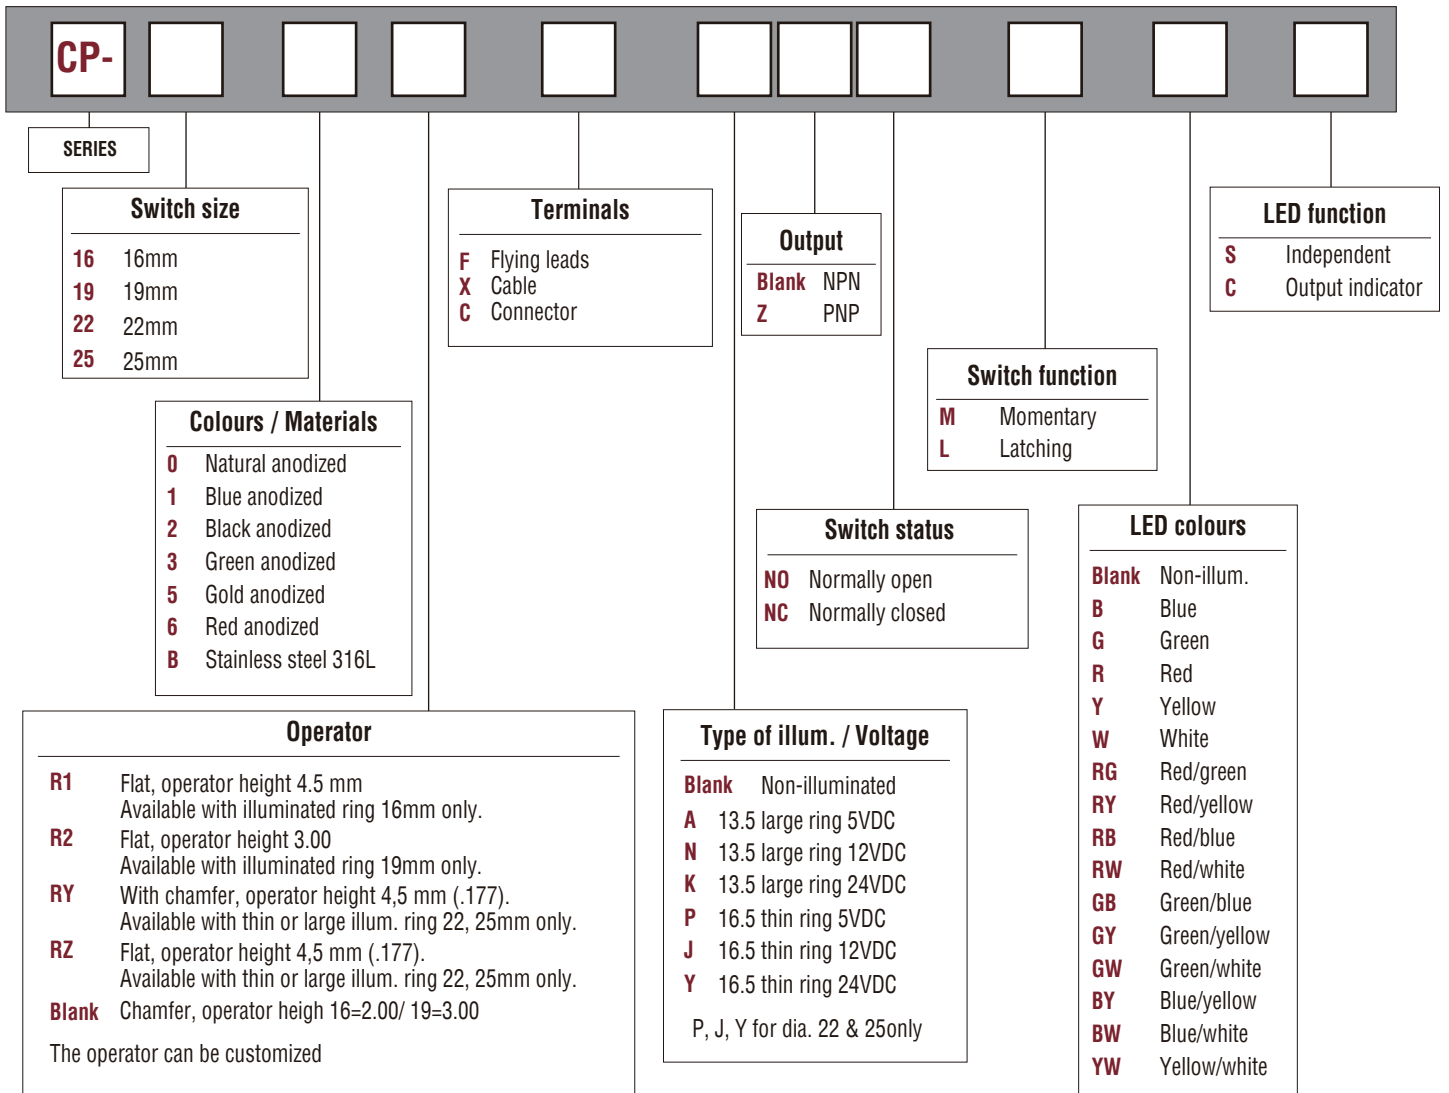 CP-
SERIES
Switch size
16 16mm
19 19mm
22 22mm
25 25mm
Colours / Materials
0 Natural anodized
1 Blue anodized
2 Black anodized
3 Green anodized
5 Gold anodized
6 Red anodized
B Stainless steel 316L
Operator
R1 Flat, operator height 4.5 mm
Available with illuminated ring 16mm only.
R2 Flat, operator height 3.00
Available with illuminated ring 19mm only.
RY With chamfer, operator height 4,5 mm (.177).
Available with thin or large illum. ring 22, 25mm only.
RZ Flat, operator height 4,5 mm (.177).
Available with thin or large illum. ring 22, 25mm only.
Blank Chamfer, operator heigh 16=2.00/ 19=3.00
The operator can be customized
Terminals
F Flying leads
X Cable
C Connector
Type of illum. / Voltage
Blank Non-illuminated
A 13.5 large ring 5VDC
N 13.5 large ring 12VDC
K 13.5 large ring 24VDC
P 16.5 thin ring 5VDC
J 16.5 thin ring 12VDC
Y 16.5 thin ring 24VDC
P, J, Y for dia. 22 & 25only
Output
Blank NPN
Z PNP
Switch status
NO Normally open
NC Normally closed
Switch function
M Momentary
L Latching
LED colours
Blank Non-illum.
B Blue
G Green
R Red
Y Yellow
W White
RG Red/green
RY Red/yellow
RB Red/blue
RW Red/white
GB Green/blue
GY Green/yellow
GW Green/white
BY Blue/yellow
BW Blue/white
YW Yellow/white
LED function
S Independent
C Output indicator